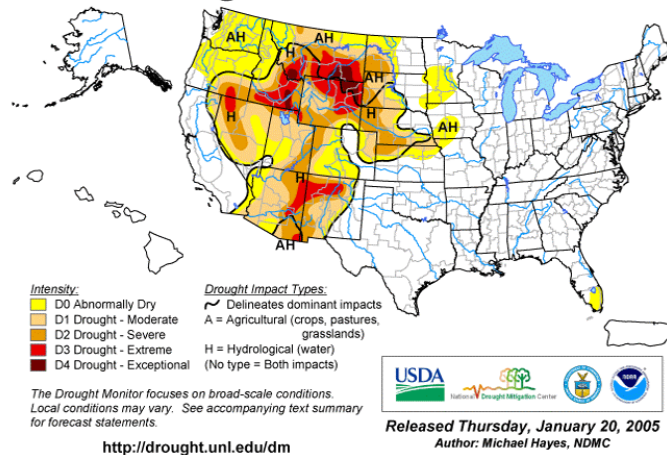 AH
H
AH
AH
H
H
AH
H
AH
Intensity:
D0 Abnormally Dry
D1 Drought - Moderate
D2 Drought - Severe
D3 Drought - Extreme
D4 Drought - Exceptional
Drought Impact Types:
Delineates dominant impacts
A = Agricultural (crops, pastures,
grasslands)
H = Hydrological (water)
(No type = Both impacts)
The Drought Monitor focuses on broad-scale conditions.
Local conditions may vary. See accompanying text summary
for forecast statements.
http://drought.unl.edu/dm
USDA
National Drought Mitigation Center
Released Thursday, January 20, 2005
Author: Michael Hayes, NDMC